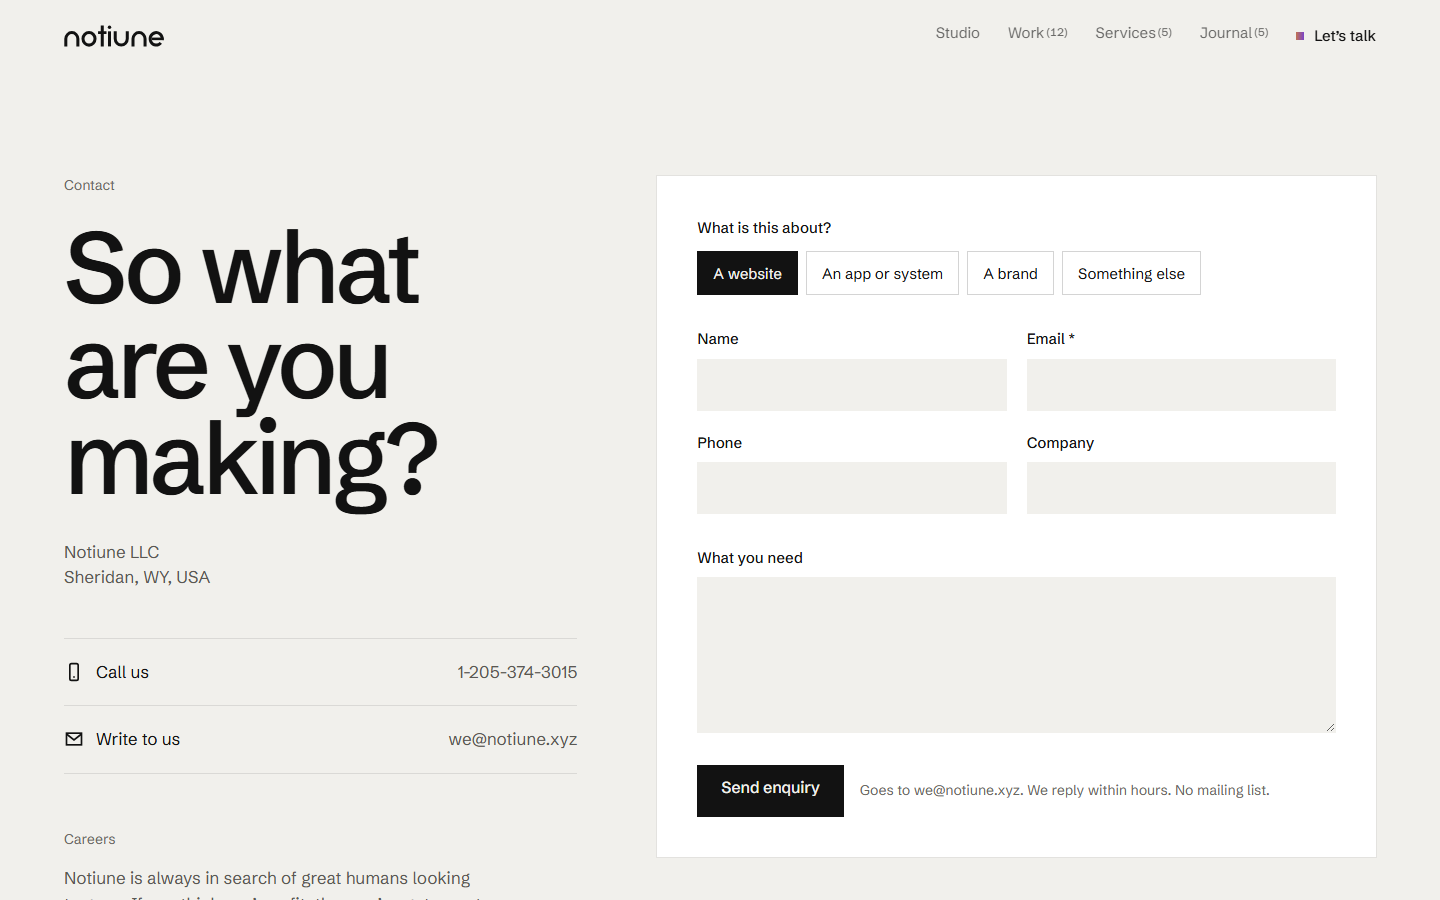 notiune
Studio
Work (12)
Services (5)
Journal (5)
Let's talk
Contact
So what
are you
making?
Notiune LLC
Sheridan, WY, USA
Call us
1-205-374-3015
Write to us
we@notiune.xyz
Careers
Notiune is always in search of great humans looking
What is this about?
A website
An app or system
A brand
Something else
Name
Email *
Phone
Company
What you need
Send enquiry
Goes to we@notiune.xyz. We reply within hours. No mailing list.